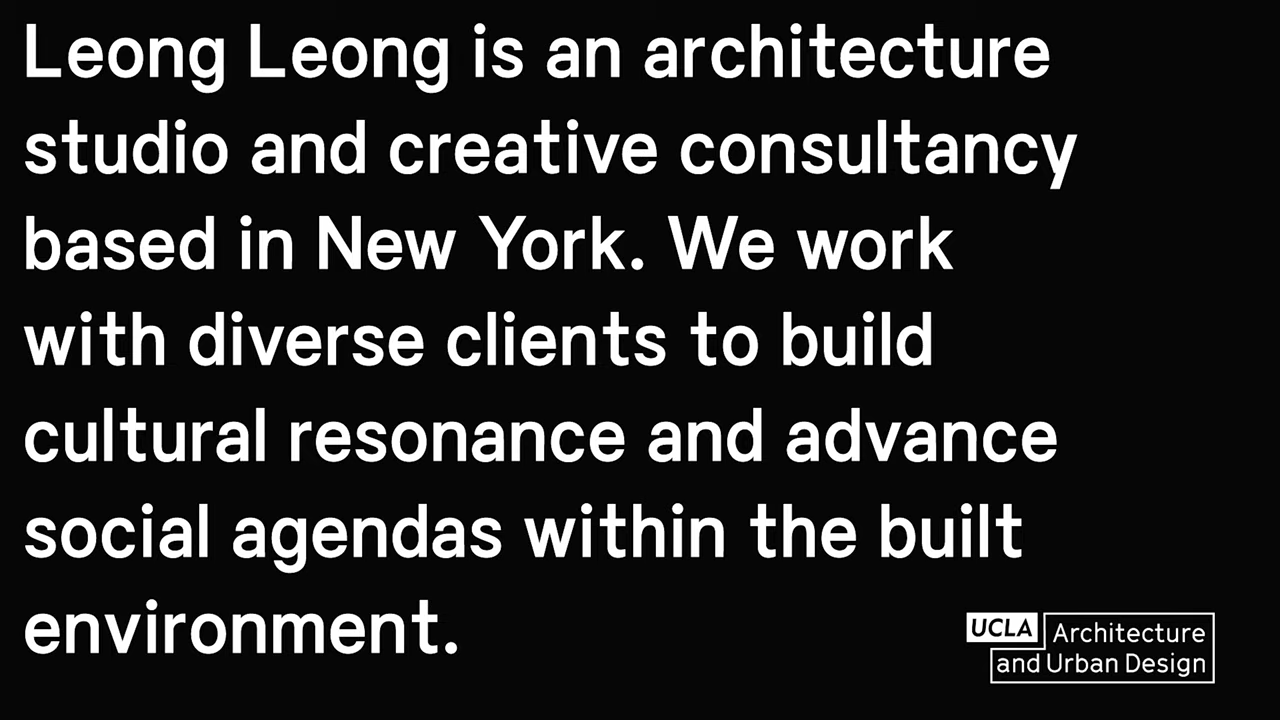 Leong Leong is an architecture
studio and creative consultancy
based in New York. We work
with diverse clients to build
cultural resonance and advance
social agendas within the built
environment.
UCLA Architecture
and Urban Design